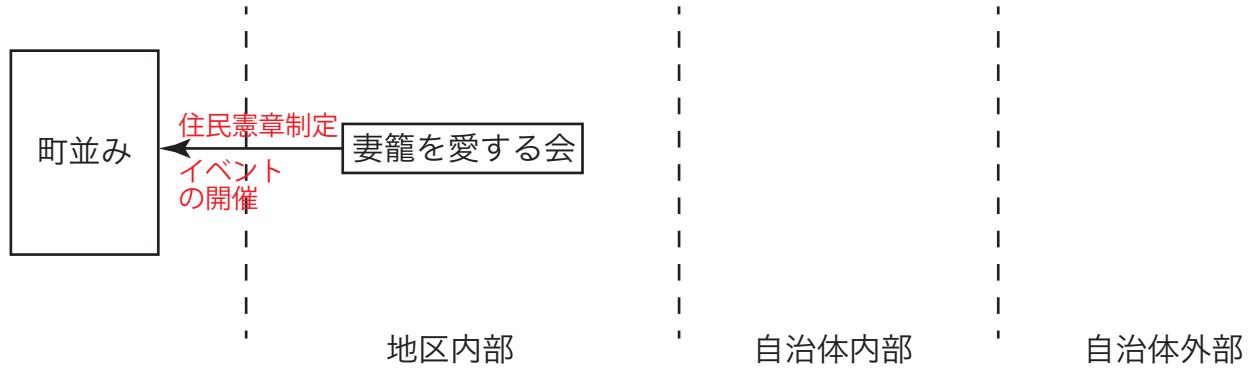 町並み
住民憲章制定
イベント
の開催
妻籠を愛する会
地区内部
自治体内部
自治体外部